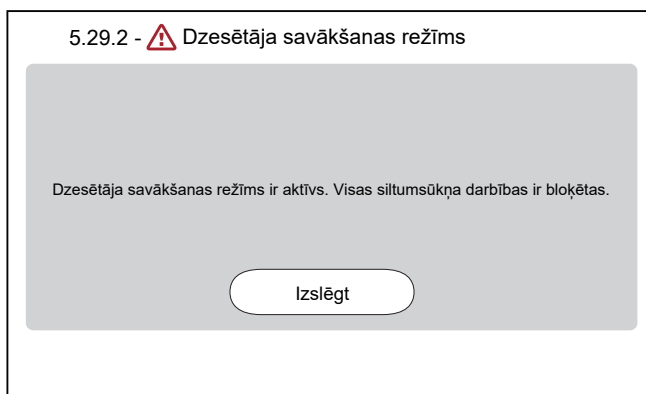 5.29.2 - Dzesētāja savākšanas režīms
Dzesētāja savākšanas režīms ir aktīvs. Visas siltumsūkņa darbības ir bloķētas.
Izslēgt